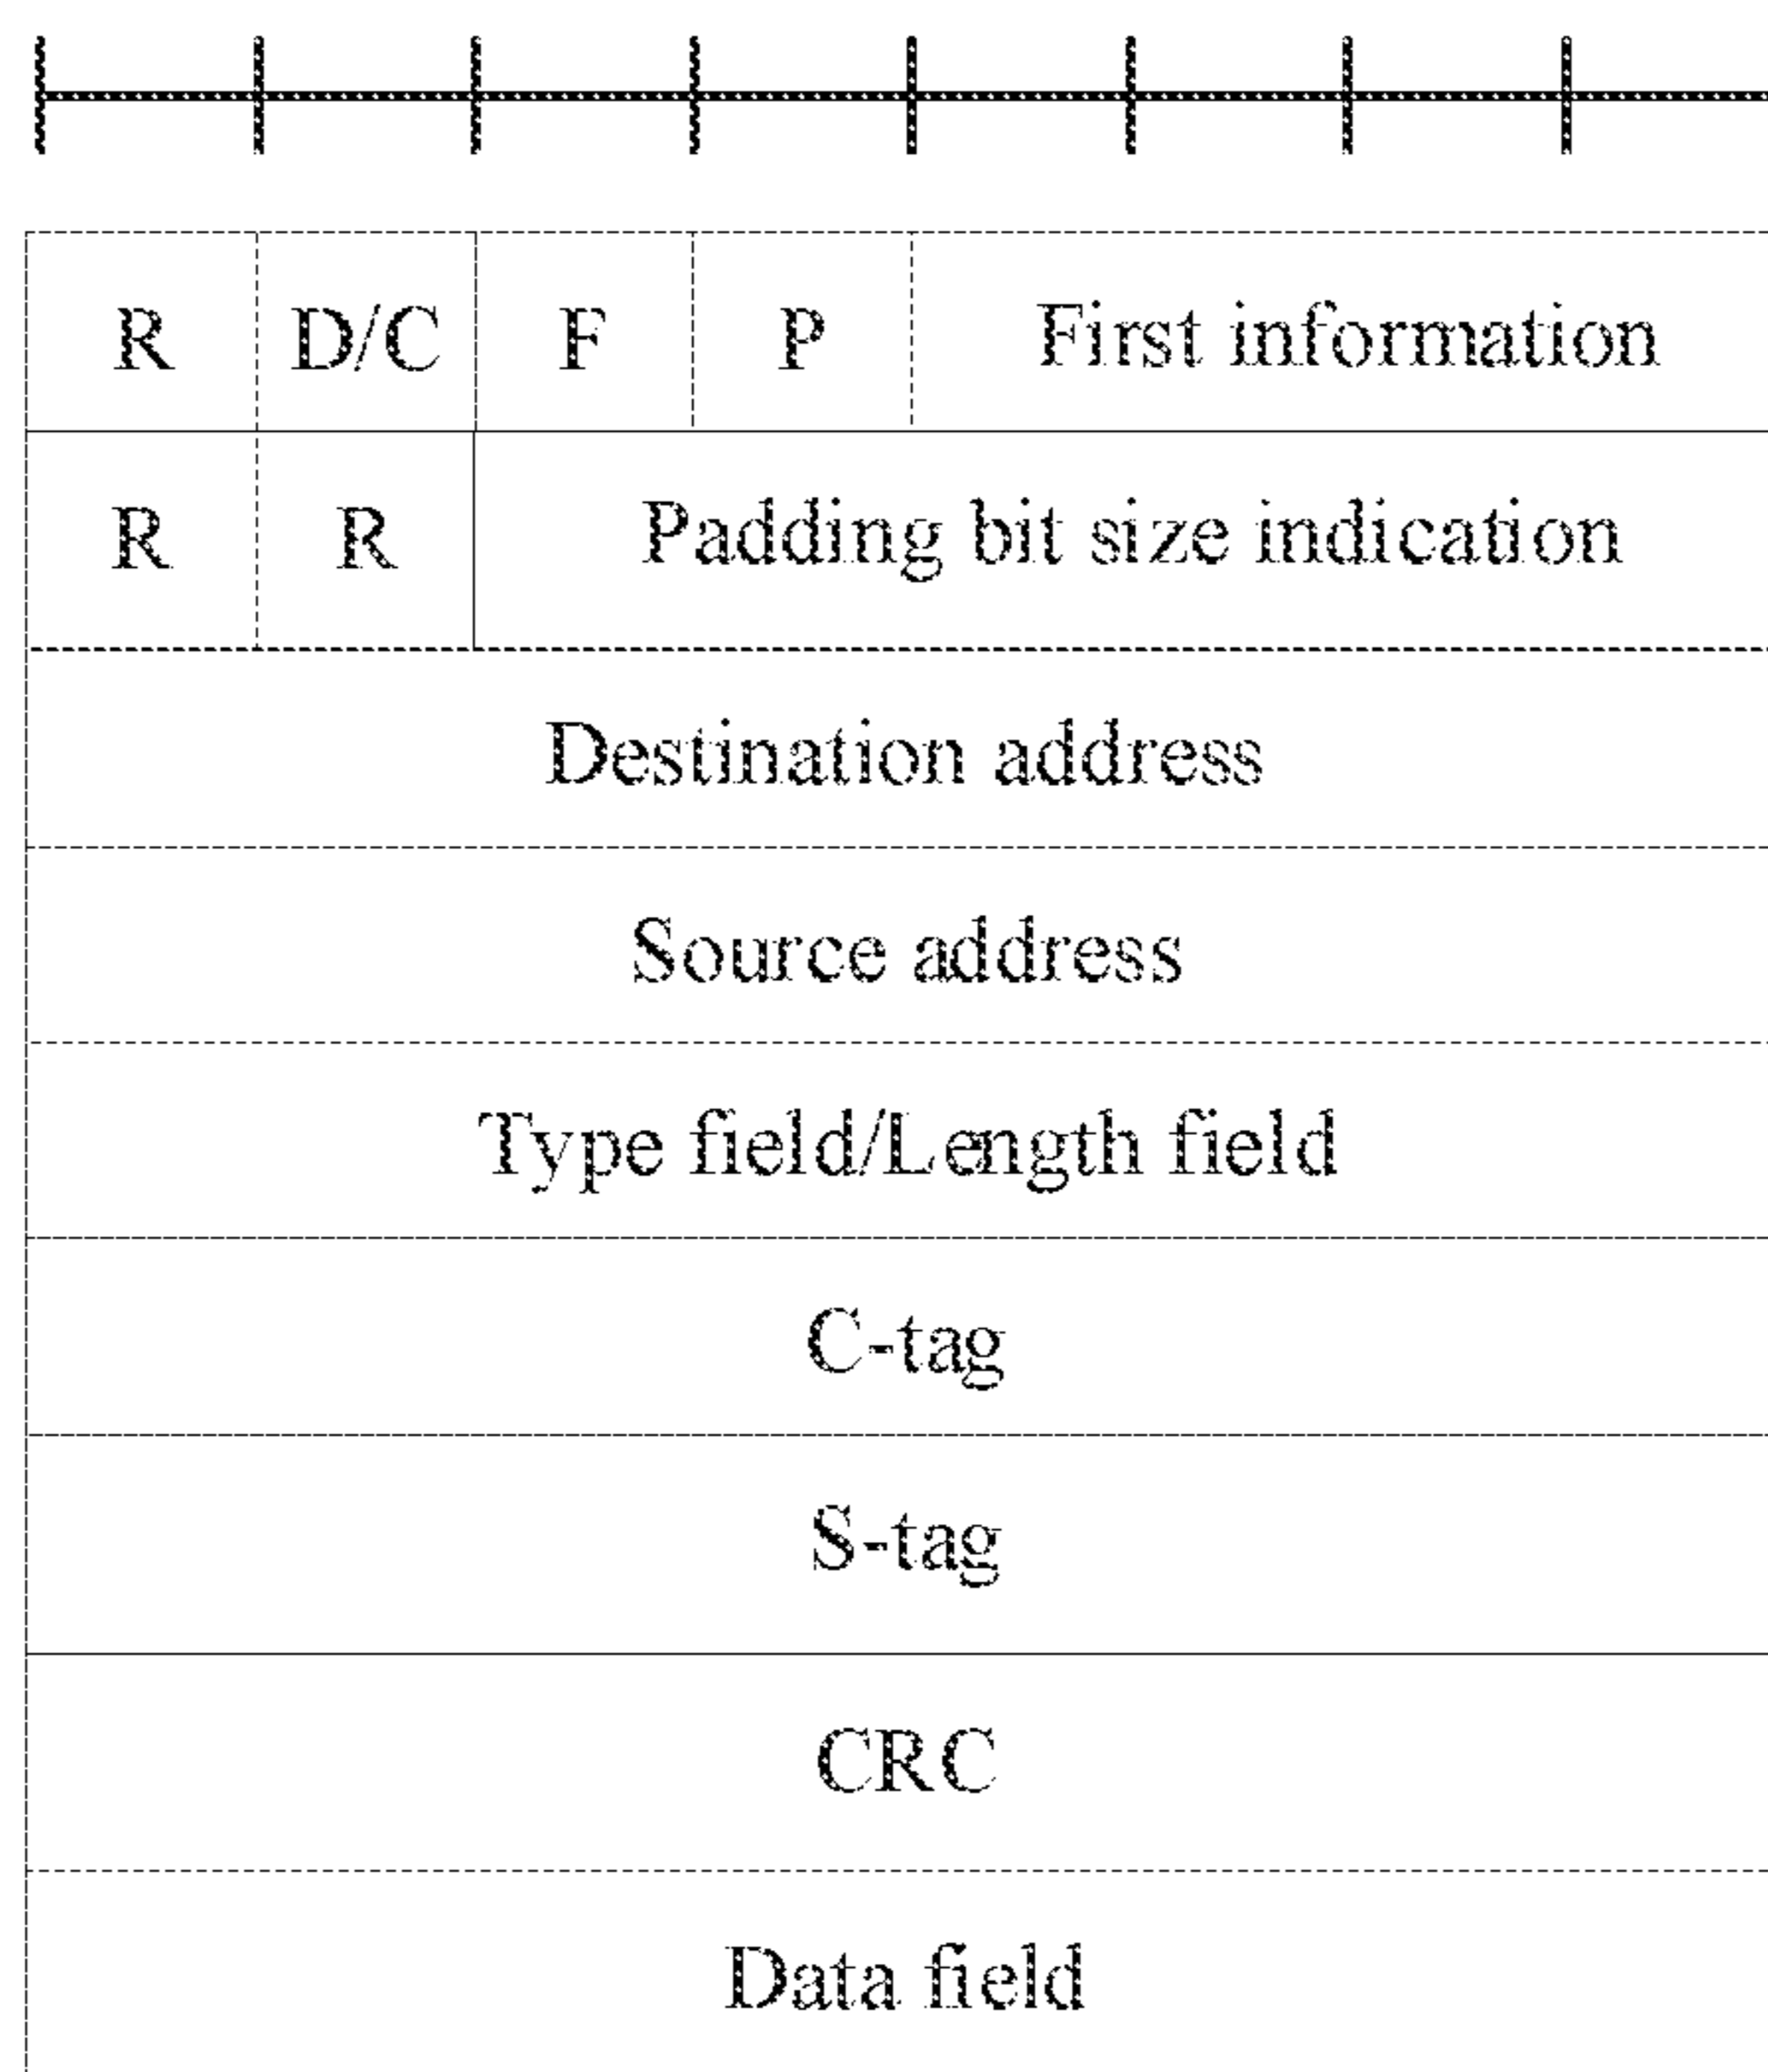 R D/C F P First information
R R Padding bit size indication
Destination address
Source address
Type field/Length field
C-tag
S-tag
CRC
Data field